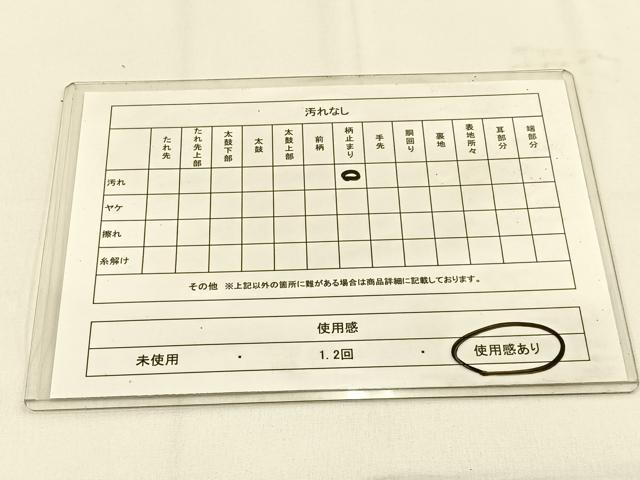 汚れなし
たれ先 たれ先上部 太鼓下部 太鼓 太鼓上部 前柄 柄止まり 手先 胴回り 裏地 表地所々 耳部分 端部分
汚れ
ヤケ
擦れ
糸解け
その他 ※上記以外の箇所に難がある場合は商品詳細に記載しております。
使用感
未使用 ・ 1.2回 ・ 使用感あり